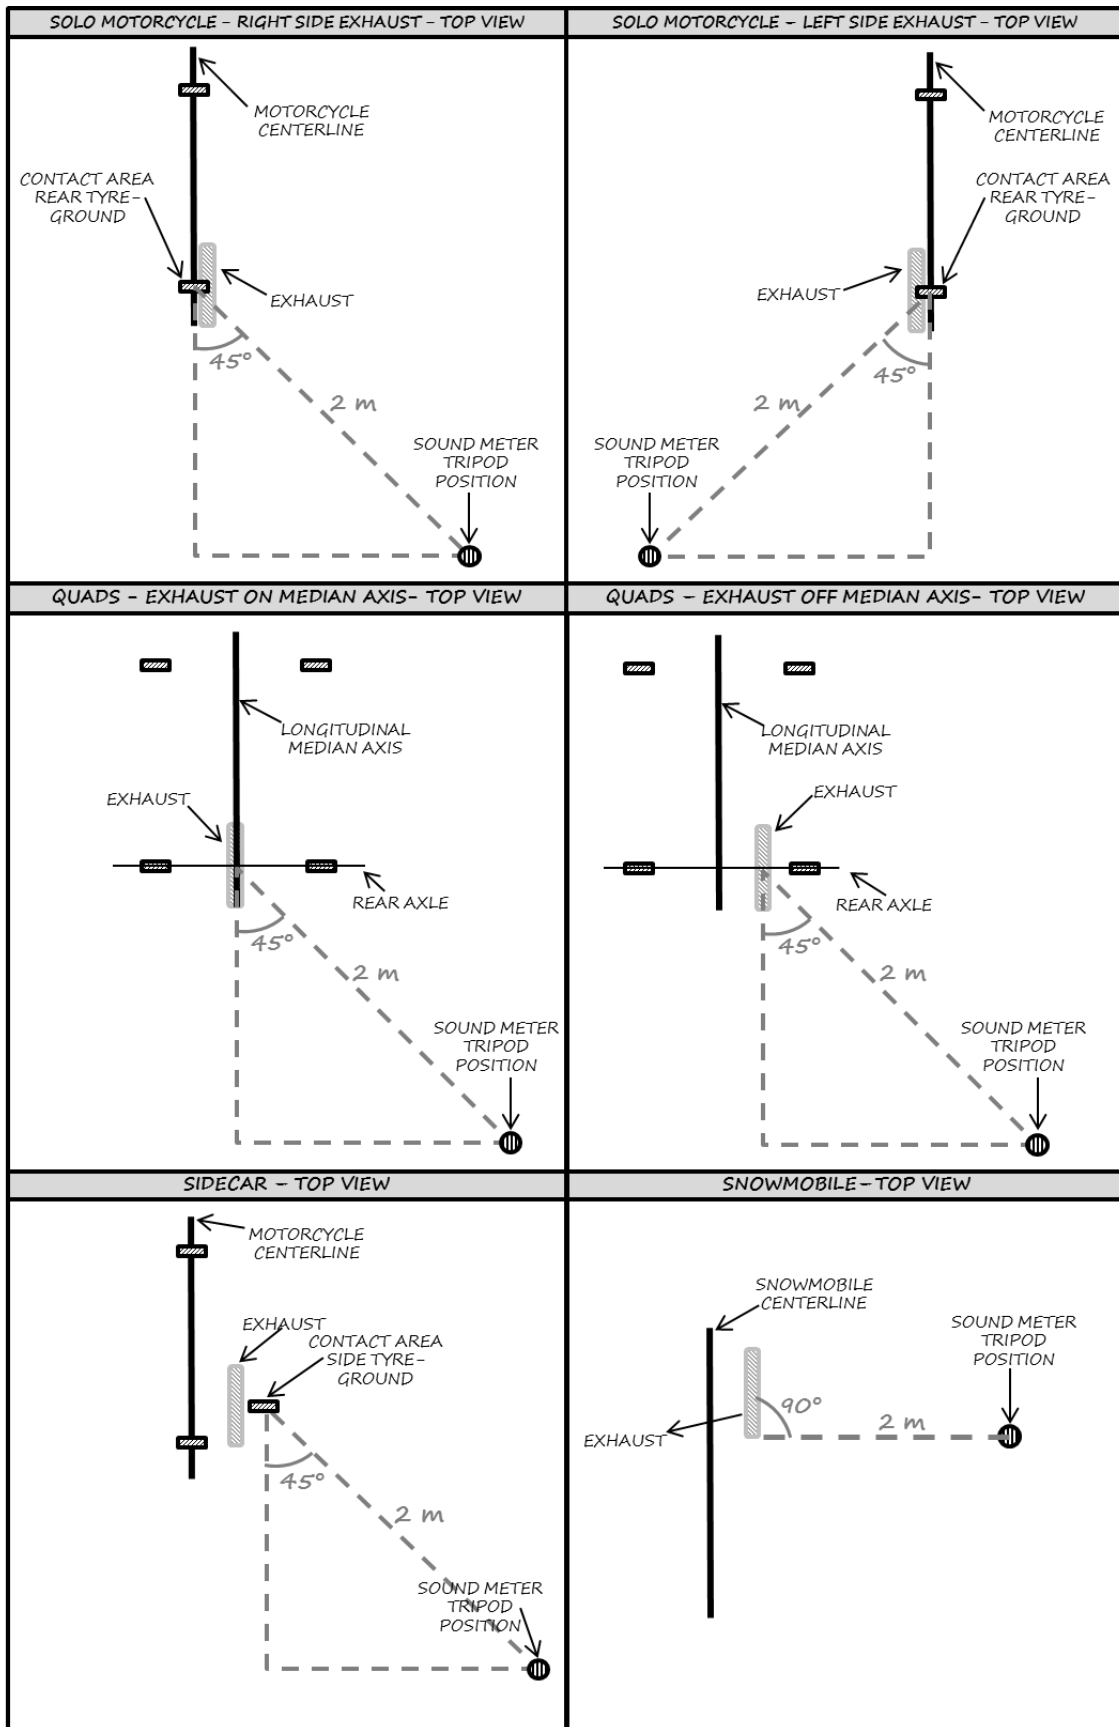 SOLO MOTORCYCLE - RIGHT SIDE EXHAUST - TOP VIEW
MOTORCYCLE
CENTERLINE
CONTACT AREA
REAR TYRE-
GROUND
EXHAUST
45°
2 m
SOUND METER
TRIPOD
POSITION
SOLO MOTORCYCLE - LEFT SIDE EXHAUST - TOP VIEW
MOTORCYCLE
CENTERLINE
CONTACT AREA
REAR TYRE-
GROUND
EXHAUST
45°
2 m
SOUND METER
TRIPOD
POSITION
QUADS - EXHAUST ON MEDIAN AXIS- TOP VIEW
LONGITUDINAL
MEDIAN AXIS
EXHAUST
REAR AXLE
45°
2 m
SOUND METER
TRIPOD
POSITION
QUADS - EXHAUST OFF MEDIAN AXIS- TOP VIEW
LONGITUDINAL
MEDIAN AXIS
EXHAUST
REAR AXLE
45°
2 m
SOUND METER
TRIPOD
POSITION
SIDECAR - TOP VIEW
MOTORCYCLE
CENTERLINE
EXHAUST
CONTACT AREA
SIDE TYRE-
GROUND
45°
2 m
SOUND METER
TRIPOD
POSITION
SNOWMOBILE-TOP VIEW
SNOWMOBILE
CENTERLINE
SOUND METER
TRIPOD
POSITION
90°
2 m
EXHAUST